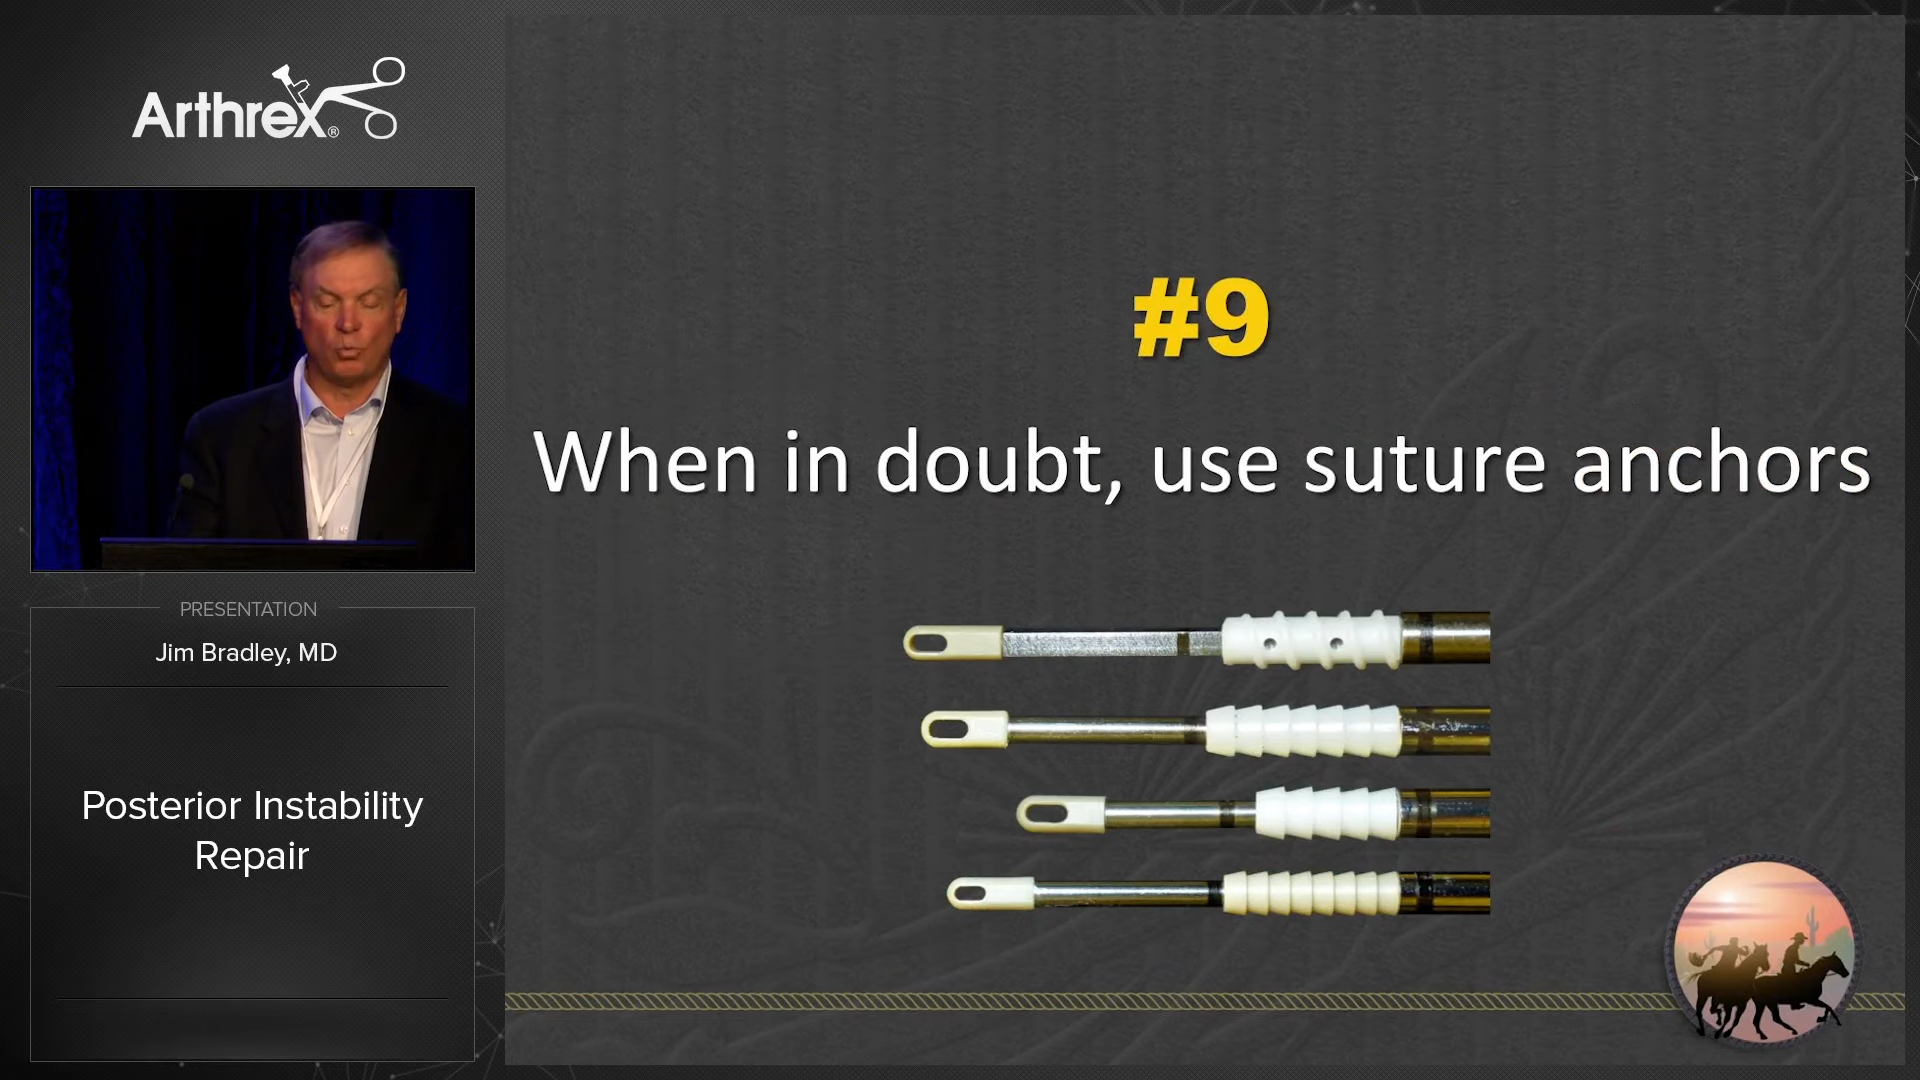 Arthrex®
PRESENTATION
Jim Bradley, MD
Posterior Instability
Repair
#9
When in doubt, use suture anchors